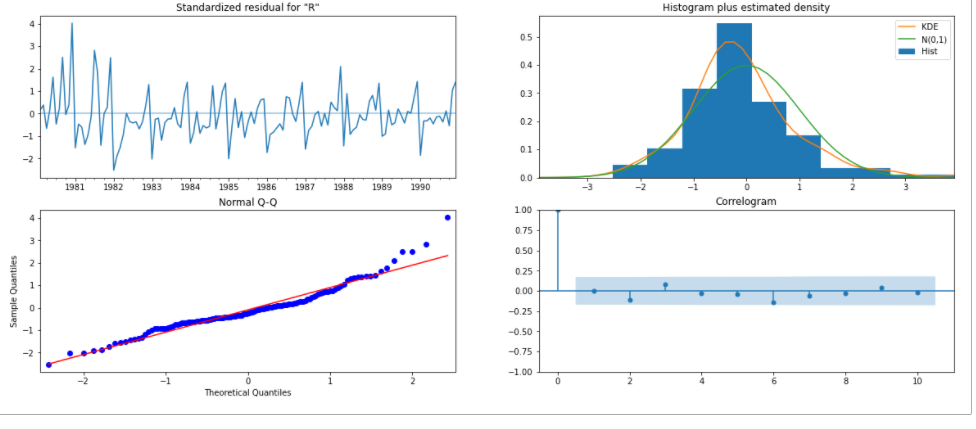 Standardized residual for "R"
4
3
2
1
0
−1
−2
1981 1982 1983 1984 1985 1986 1987 1988 1989 1990
Histogram plus estimated density
KDE
N(0,1)
Hist
0.5
0.4
0.3
0.2
0.1
0.0
−3 −2 −1 0 1 2 3
Normal Q-Q
Sample Quantiles
4
3
2
1
0
−1
−2
−2 −1 0 1 2
Theoretical Quantiles
Correlogram
1.00
0.75
0.50
0.25
0.00
−0.25
−0.50
−0.75
−1.00
0 2 4 6 8 10